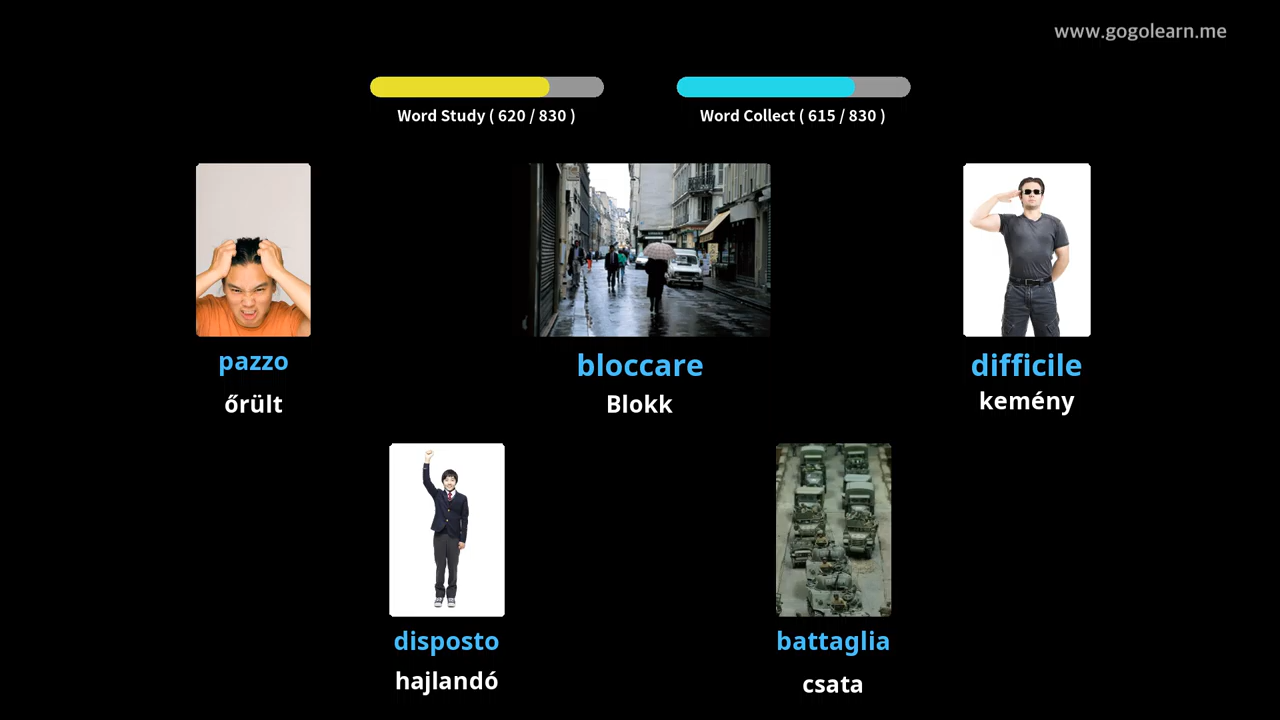 www.gogolearn.me
Word Study ( 620 / 830 )
Word Collect ( 615 / 830 )
pazzo
őrült
bloccare
Blokk
difficile
kemény
disposto
hajlandó
battaglia
csata